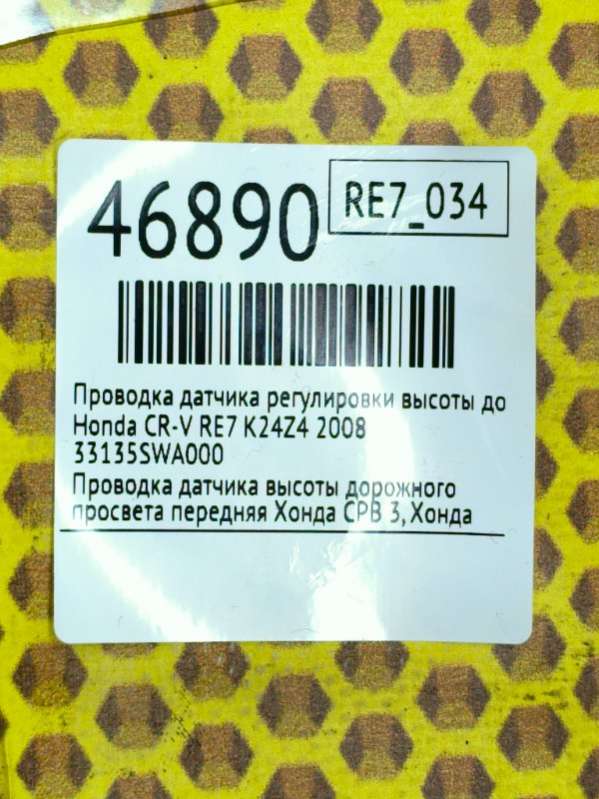 46890
RE7_034
Проводка датчика регулировки высоты до
Honda CR-V RE7 K24Z4 2008
33135SWA000
Проводка датчика высоты дорожного
просвета передняя Хонда СРВ 3, Хонда